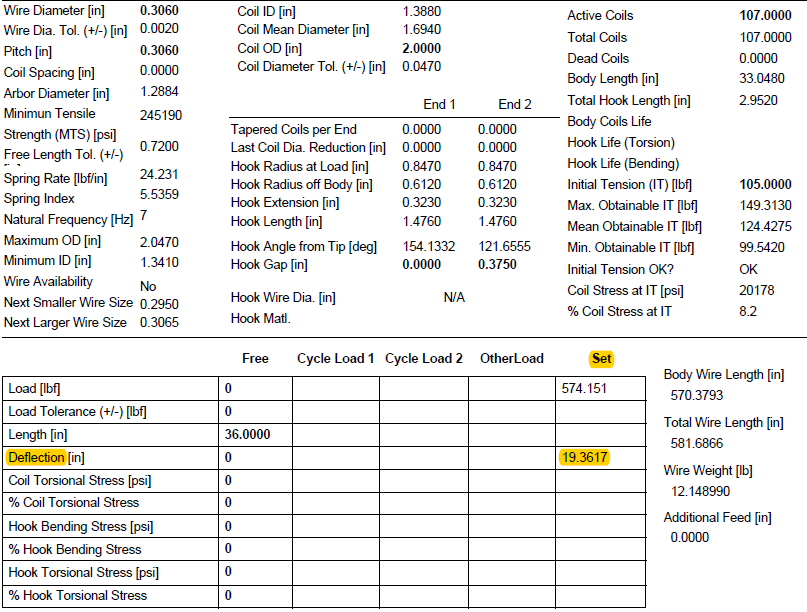 Wire Diameter [in] 0.3060
Wire Dia. Tol. (+/-) [in] 0.0020
Pitch [in] 0.3060
Coil Spacing [in] 0.0000
Arbor Diameter [in] 1.2884
Minimun Tensile 245190
Strength (MTS) [psi]
Free Length Tol. (+/-) 0.7200
Spring Rate [lbf/in] 24.231
Spring Index 5.5359
Natural Frequency [Hz] 7
Maximum OD [in] 2.0470
Minimum ID [in] 1.3410
Wire Availability No
Next Smaller Wire Size 0.2950
Next Larger Wire Size 0.3065
Coil ID [in] 1.3880
Coil Mean Diameter [in] 1.6940
Coil OD [in] 2.0000
Coil Diameter Tol. (+/-) [in] 0.0470
End 1 End 2
Tapered Coils per End 0.0000 0.0000
Last Coil Dia. Reduction [in] 0.0000 0.0000
Hook Radius at Load [in] 0.8470 0.8470
Hook Radius off Body [in] 0.6120 0.6120
Hook Extension [in] 0.3230 0.3230
Hook Length [in] 1.4760 1.4760
Hook Angle from Tip [deg] 154.1332 121.6555
Hook Gap [in] 0.0000 0.3750
Hook Wire Dia. [in] N/A
Hook Matl.
Active Coils 107.0000
Total Coils 107.0000
Dead Coils 0.0000
Body Length [in] 33.0480
Total Hook Length [in] 2.9520
Body Coils Life
Hook Life (Torsion)
Hook Life (Bending)
Initial Tension (IT) [lbf] 105.0000
Max. Obtainable IT [lbf] 149.3130
Mean Obtainable IT [lbf] 124.4275
Min. Obtainable IT [lbf] 99.5420
Initial Tension OK? OK
Coil Stress at IT [psi] 20178
% Coil Stress at IT 8.2
Free Cycle Load 1 Cycle Load 2 OtherLoad Set
Load [lbf] 0 574.151
Load Tolerance (+/-) [lbf] 0
Length [in] 36.0000
Deflection [in] 0 19.3617
Coil Torsional Stress [psi] 0
% Coil Torsional Stress 0
Hook Bending Stress [psi] 0
% Hook Bending Stress 0
Hook Torsional Stress [psi] 0
% Hook Torsional Stress 0
Body Wire Length [in]
570.3793
Total Wire Length [in]
581.6866
Wire Weight [lb]
12.148990
Additional Feed [in]
0.0000